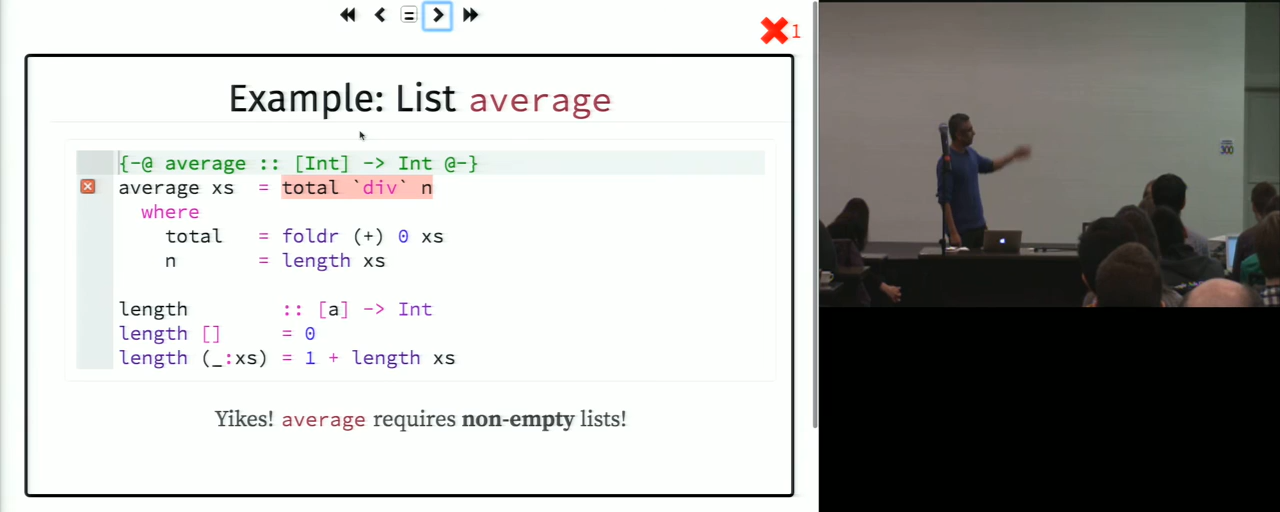 1
Example: List average
{-@ average :: [Int] -> Int @-}
average xs = total `div` n
where
total = foldr (+) 0 xs
n = length xs
length :: [a] -> Int
length [] = 0
length (_:xs) = 1 + length xs
Yikes! average requires non-empty lists!
300